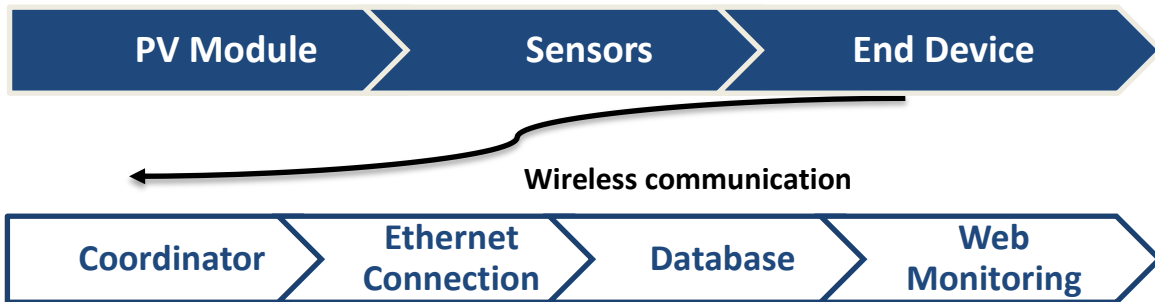 PV Module
Sensors
End Device
Wireless communication
Coordinator
Ethernet
Connection
Database
Web
Monitoring